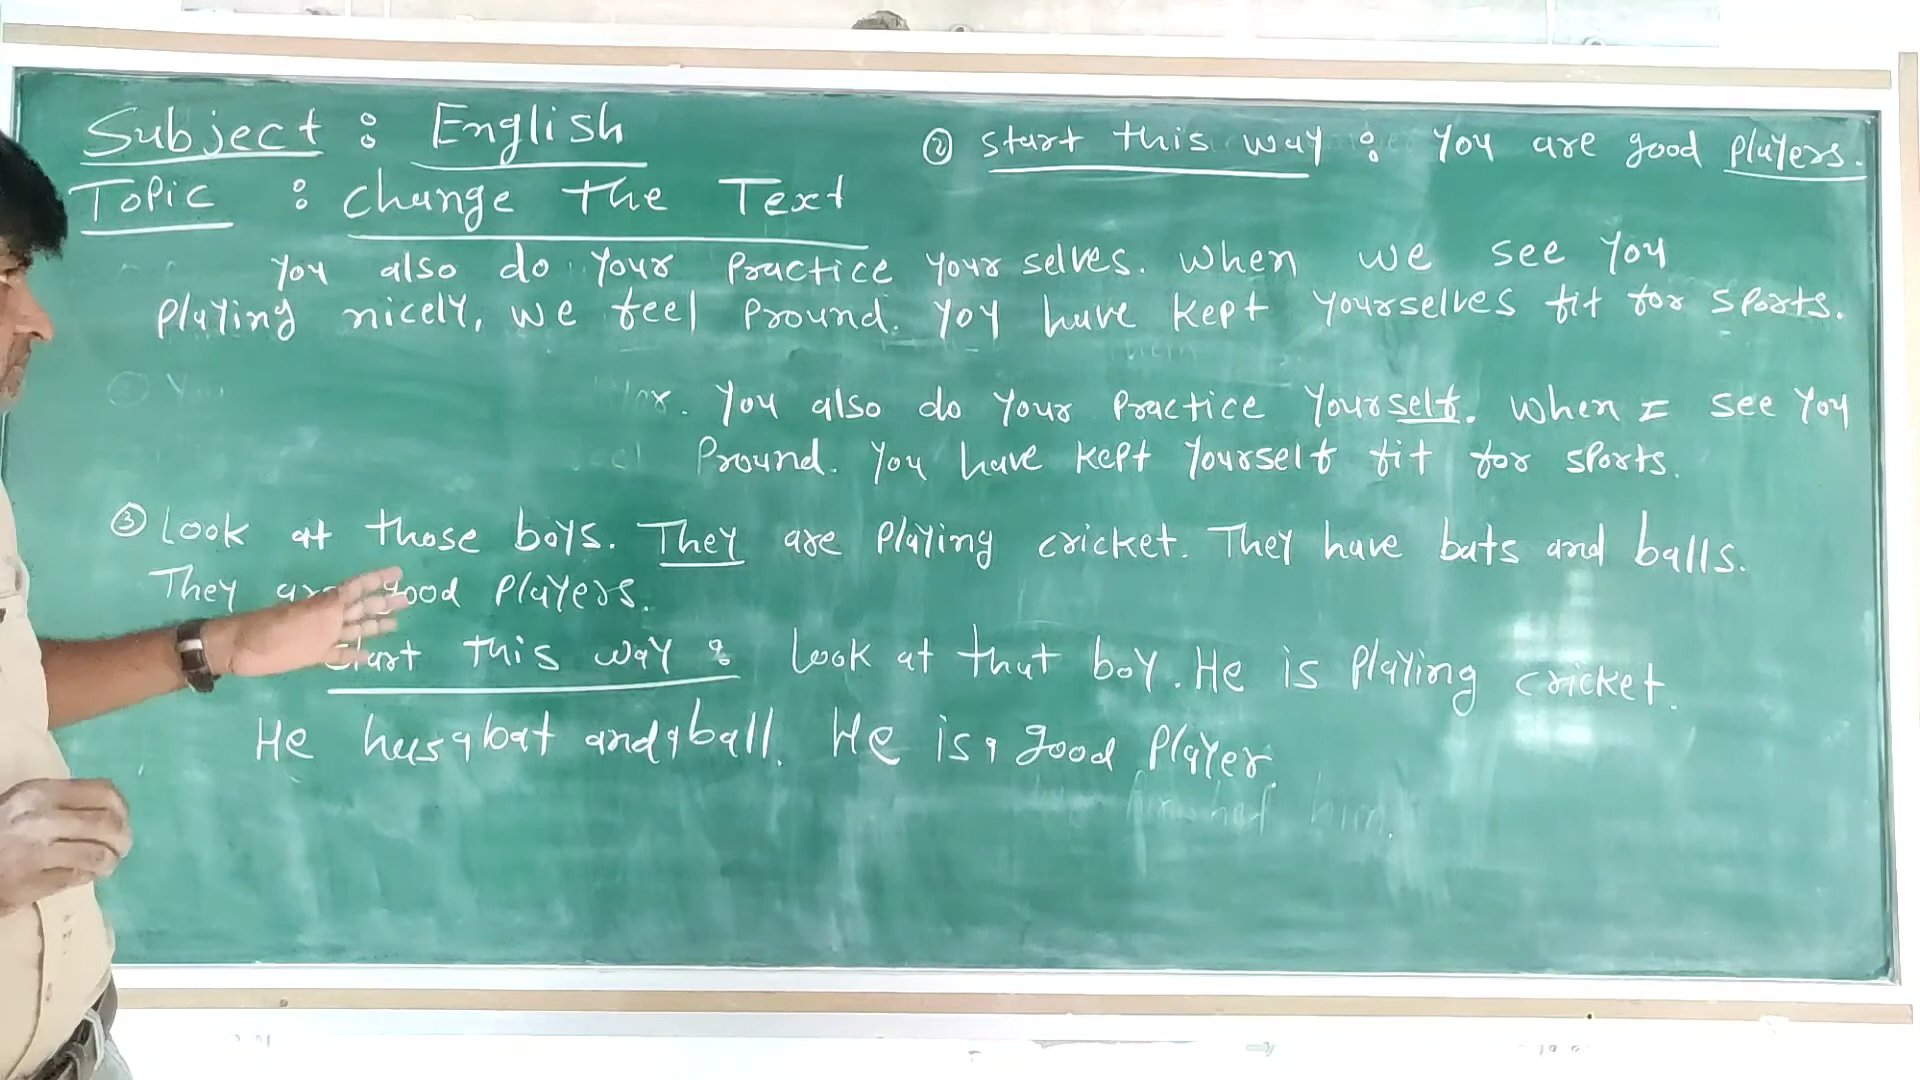 Subject : English
② Start this way : You are good players.
Topic : Change The Text
You also do your practice yourselves. When we see you
playing nicely, we feel pround. You have kept yourselves fit for sports.
You also do your practice yourself. When I see you
pround. You have kept yourself fit for sports.
③ Look at those boys. They are playing cricket. They have bats and balls.
They are good players.
Start this way : Look at that boy. He is playing cricket.
He has a bat and a ball. He is a good player.